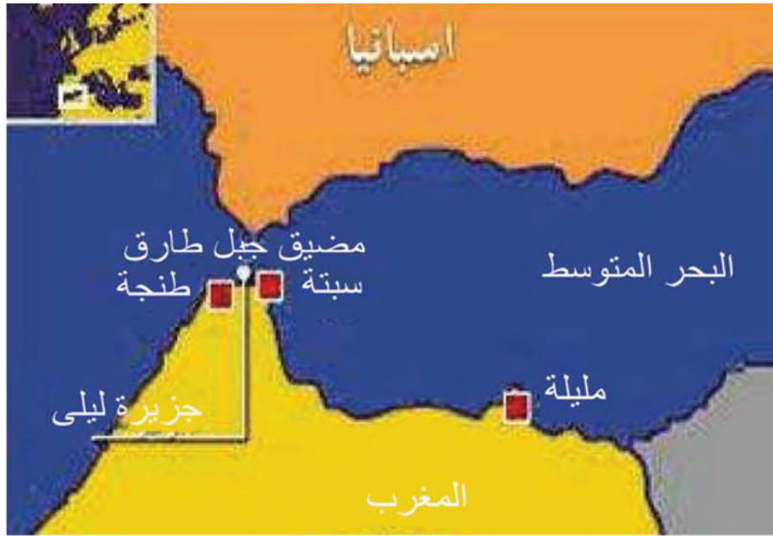 اسبانيا
مضيق جبل طارق
البحر المتوسط
سبتة
طنجة
مليلة
جزيرة ليلى
المغرب